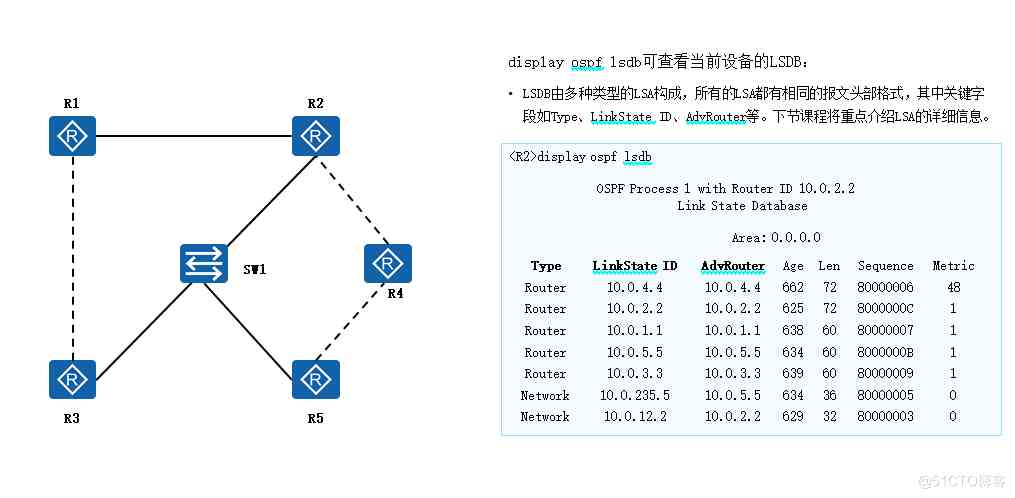 R1
R2
SW1
R4
R3
R5
display ospf lsdb可查看当前设备的LSDB：
• LSDB由多种类型的LSA构成，所有的LSA都有相同的报文头部格式，其中关键字
段如Type、LinkState ID、AdvRouter等。下节课程将重点介绍LSA的详细信息。
<R2>display ospf lsdb
OSPF Process 1 with Router ID 10.0.2.2
Link State Database
Area: 0.0.0.0
Type LinkState ID AdvRouter Age Len Sequence Metric
Router 10.0.4.4 10.0.4.4 662 72 80000006 48
Router 10.0.2.2 10.0.2.2 625 72 8000000C 1
Router 10.0.1.1 10.0.1.1 638 60 80000007 1
Router 10.0.5.5 10.0.5.5 634 60 8000000B 1
Router 10.0.3.3 10.0.3.3 639 60 80000009 1
Network 10.0.235.5 10.0.5.5 634 36 80000005 0
Network 10.0.12.2 10.0.2.2 629 32 80000003 0
@51CTO博客